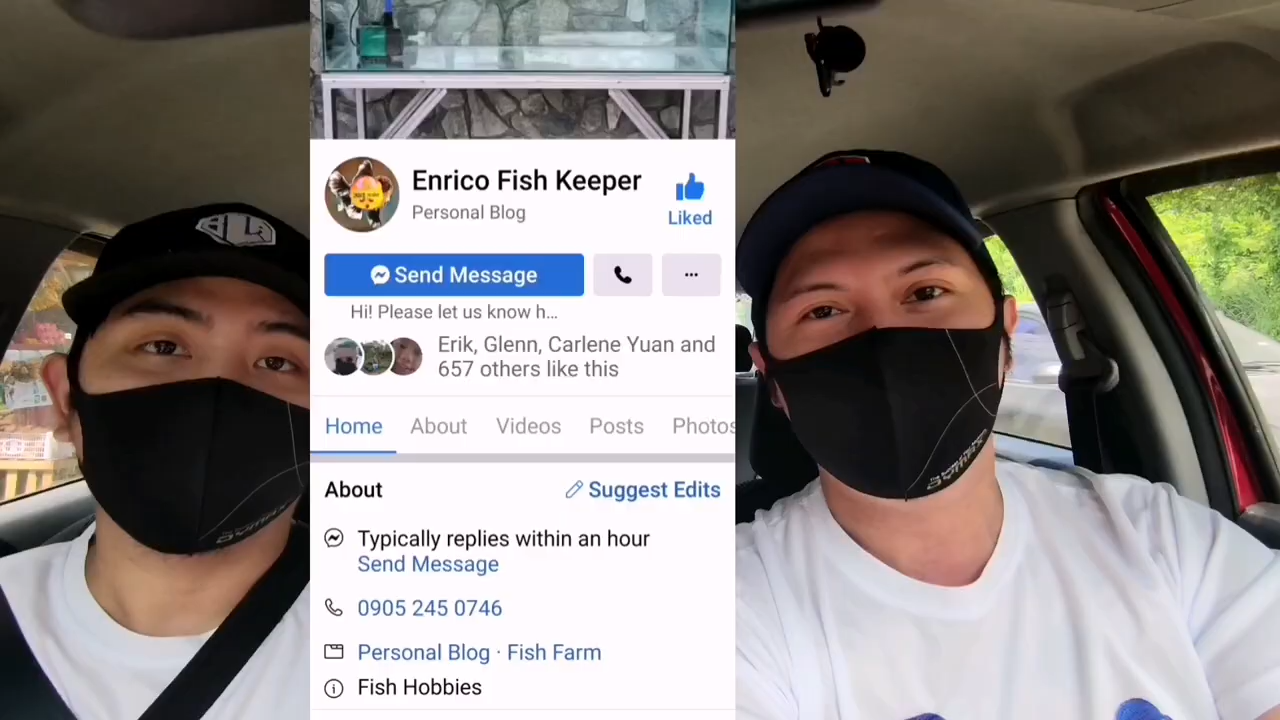 Enrico Fish Keeper
Personal Blog
Liked
Send Message
Hi! Please let us know h...
Erik, Glenn, Carlene Yuan and
657 others like this
Home About Videos Posts Photos
About
Suggest Edits
Typically replies within an hour
Send Message
0905 245 0746
Personal Blog · Fish Farm
Fish Hobbies